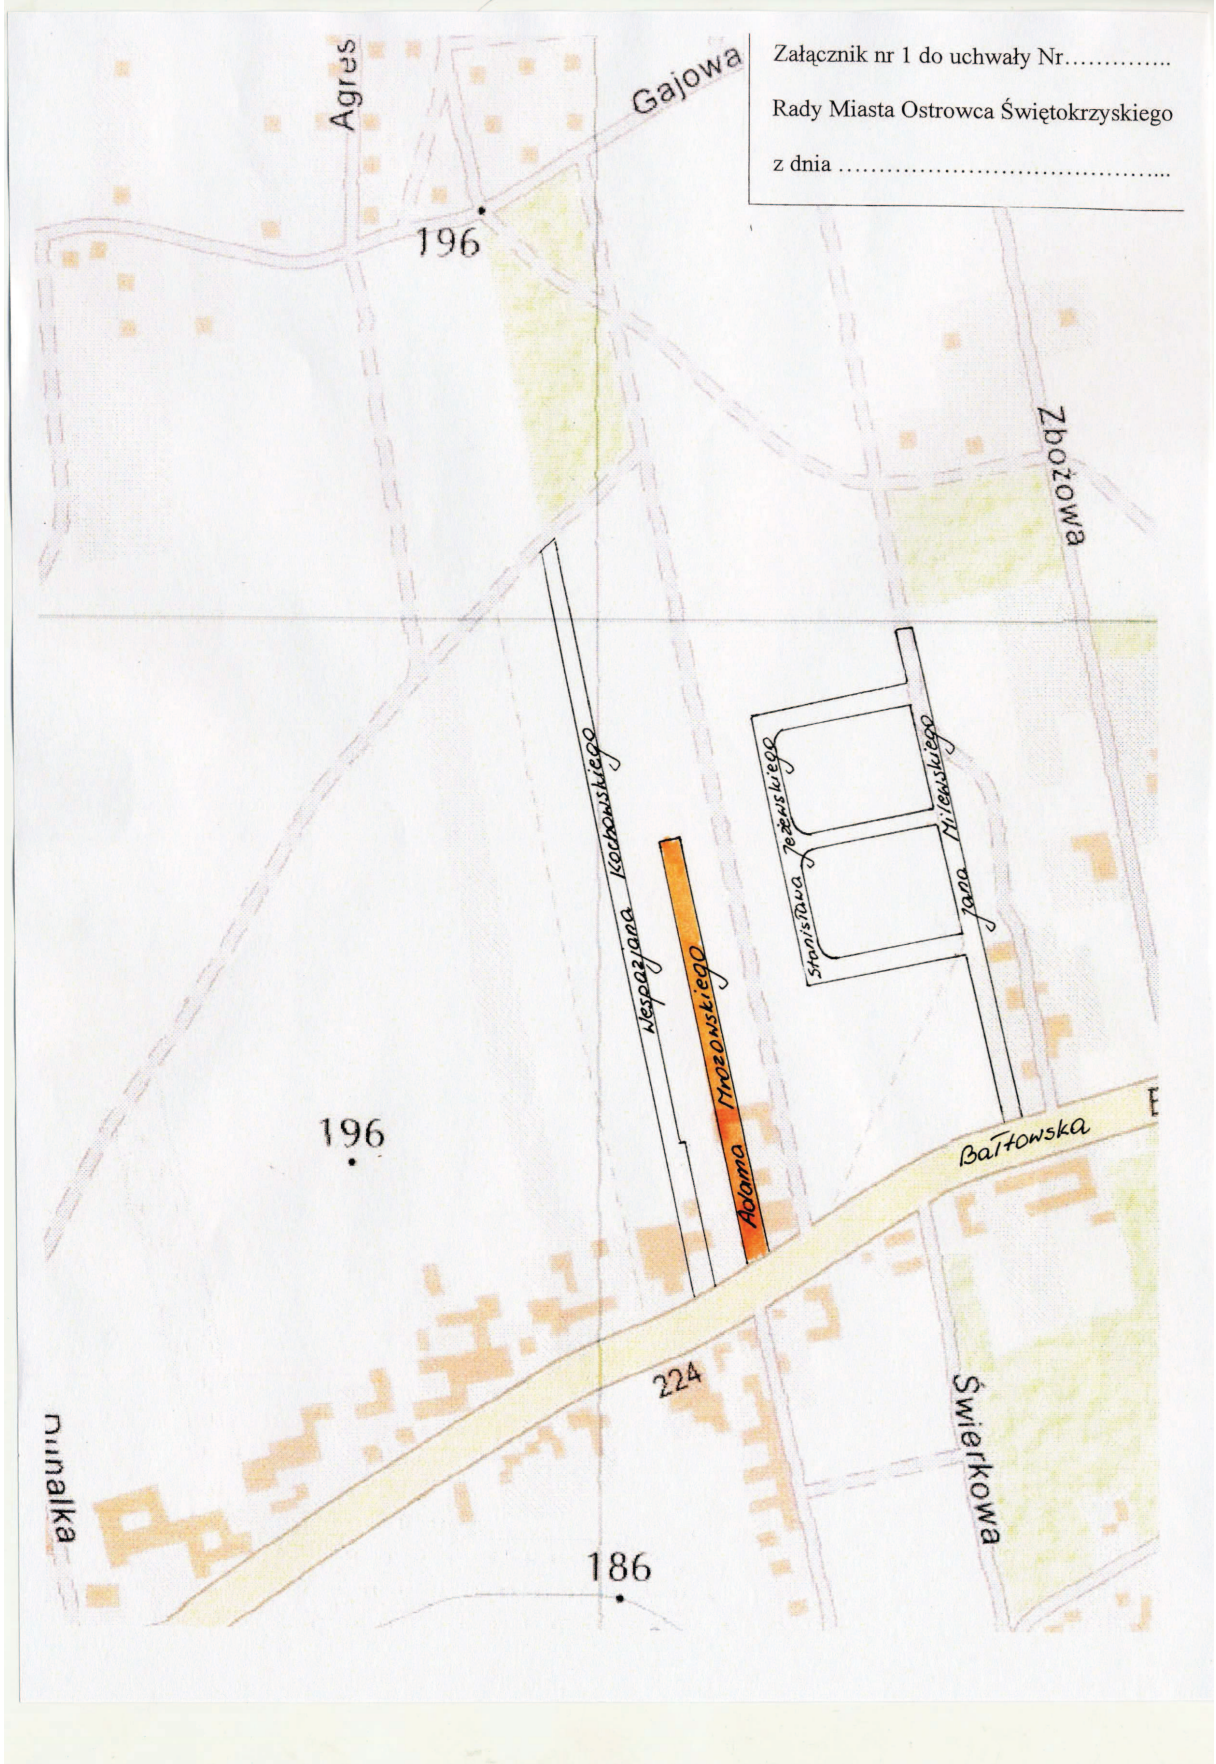 Załącznik nr 1 do uchwały Nr..............
Rady Miasta Ostrowca Świętokrzyskiego
z dnia ..........................................
Agres
Gajowa
196
Zbożowa
Wespazjana Kochowskiego
Stanisława Jeżewskiego
Jana Milewskiego
Adama Mrozowskiego
196
Bałtowska
224
Świerkowa
186